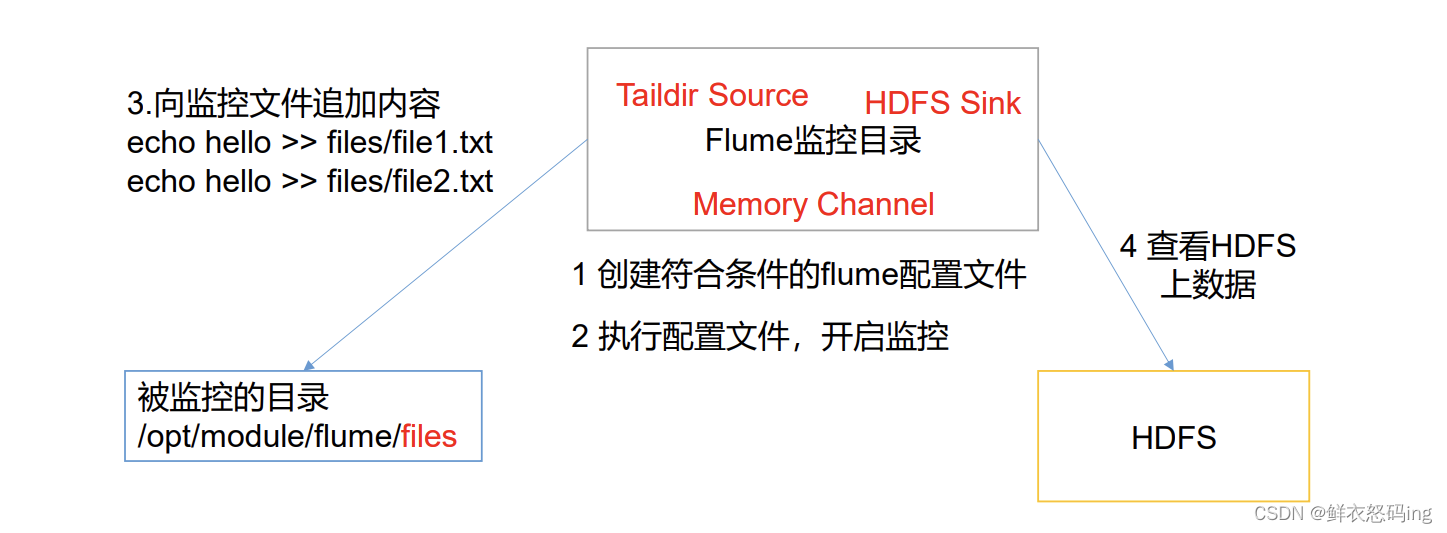 3.向监控文件追加内容
echo hello >> files/file1.txt
echo hello >> files/file2.txt
Taildir Source
HDFS Sink
Flume监控目录
Memory Channel
1 创建符合条件的flume配置文件
2 执行配置文件，开启监控
4 查看HDFS
上数据
被监控的目录
/opt/module/flume/files
HDFS
CSDN @鲜衣怒码ing